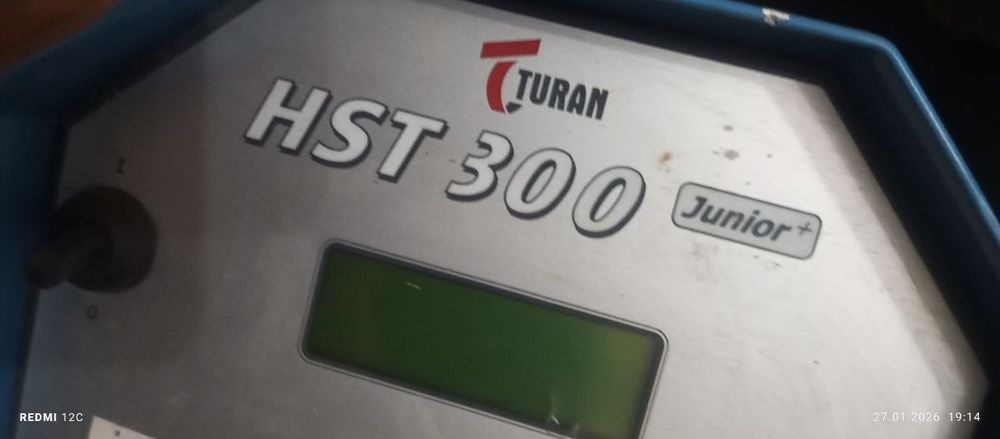 TURAN
HST 300
Junior+
I
0
REDMI 12C
27.01.2026 19:14